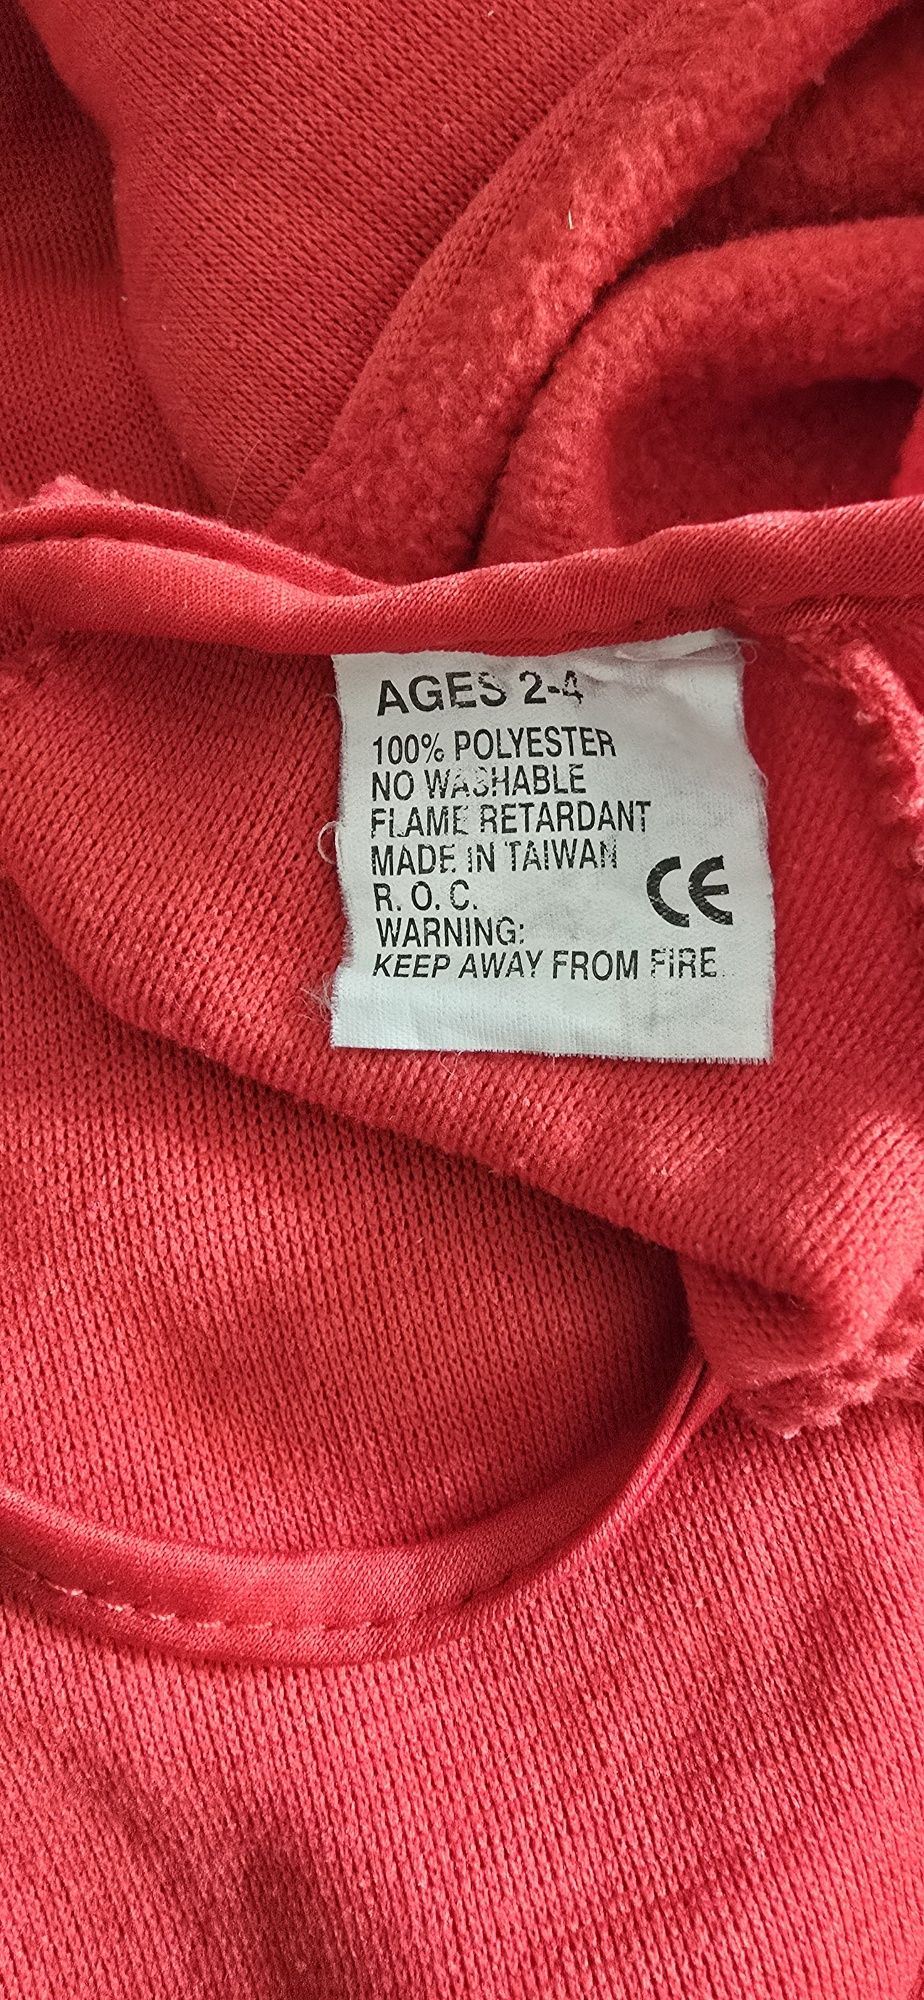 AGES 2-4
100% POLYESTER
NO WASHABLE
FLAME RETARDANT
MADE IN TAIWAN
R. O. C.
CE
WARNING:
KEEP AWAY FROM FIRE